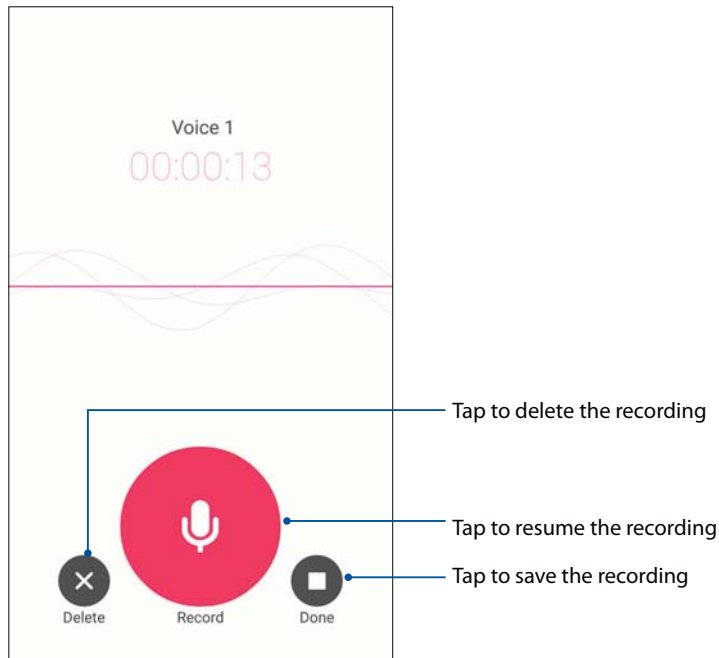 Voice 1
00:00:13
Tap to delete the recording
Tap to resume the recording
Tap to save the recording
Delete
Record
Done